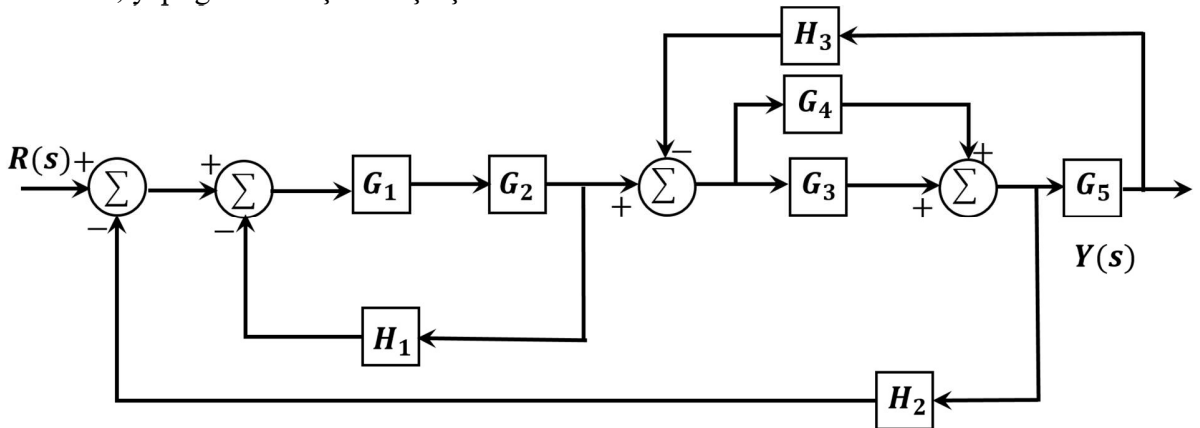 H₃
G₄
R(s) + Σ + Σ G₁ G₂ + Σ − G₃ + Σ + G₅
− −
Y(s)
H₁
H₂